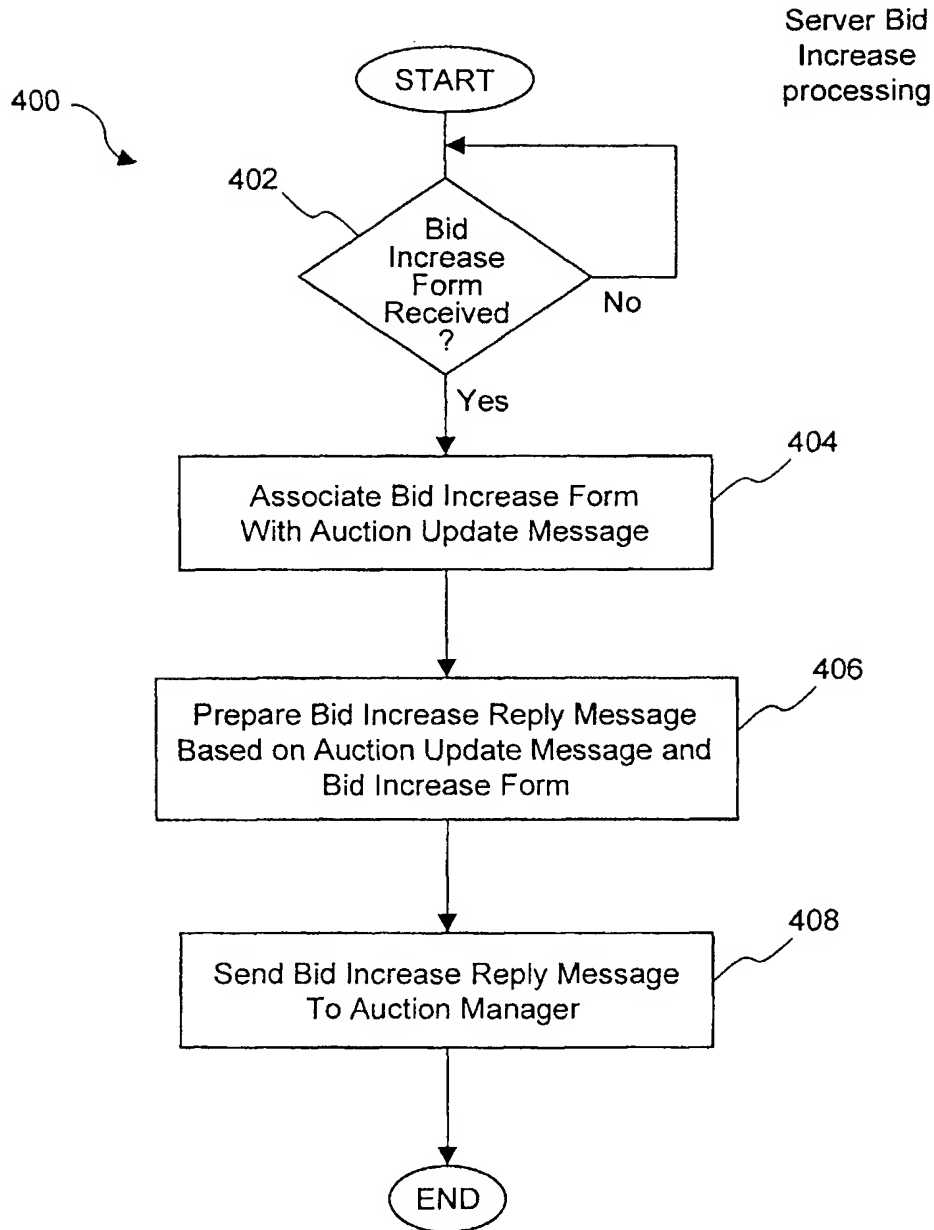 Server Bid
Increase
processing
START
400
402
Bid
Increase
Form
Received
?
No
Yes
404
Associate Bid Increase Form
With Auction Update Message
406
Prepare Bid Increase Reply Message
Based on Auction Update Message and
Bid Increase Form
408
Send Bid Increase Reply Message
To Auction Manager
END